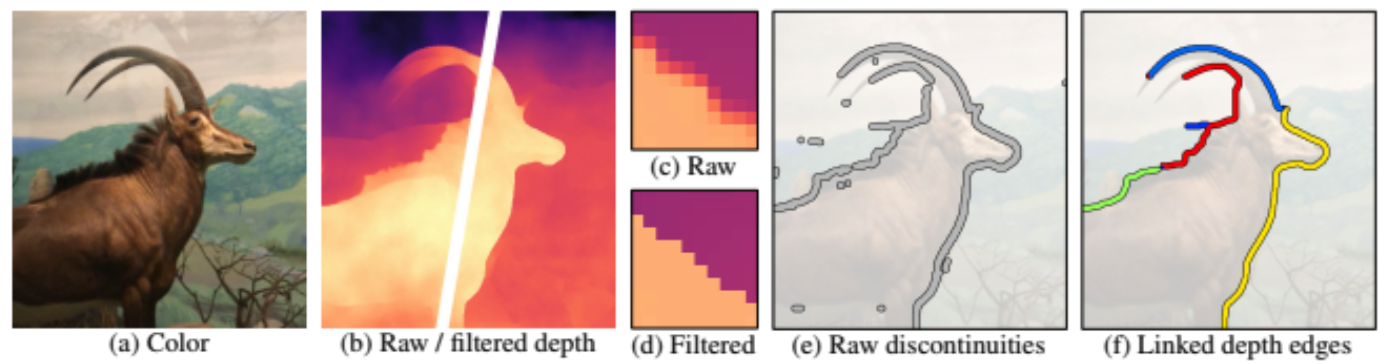 (a) Color
(b) Raw / filtered depth
(c) Raw
(d) Filtered
(e) Raw discontinuities
(f) Linked depth edges